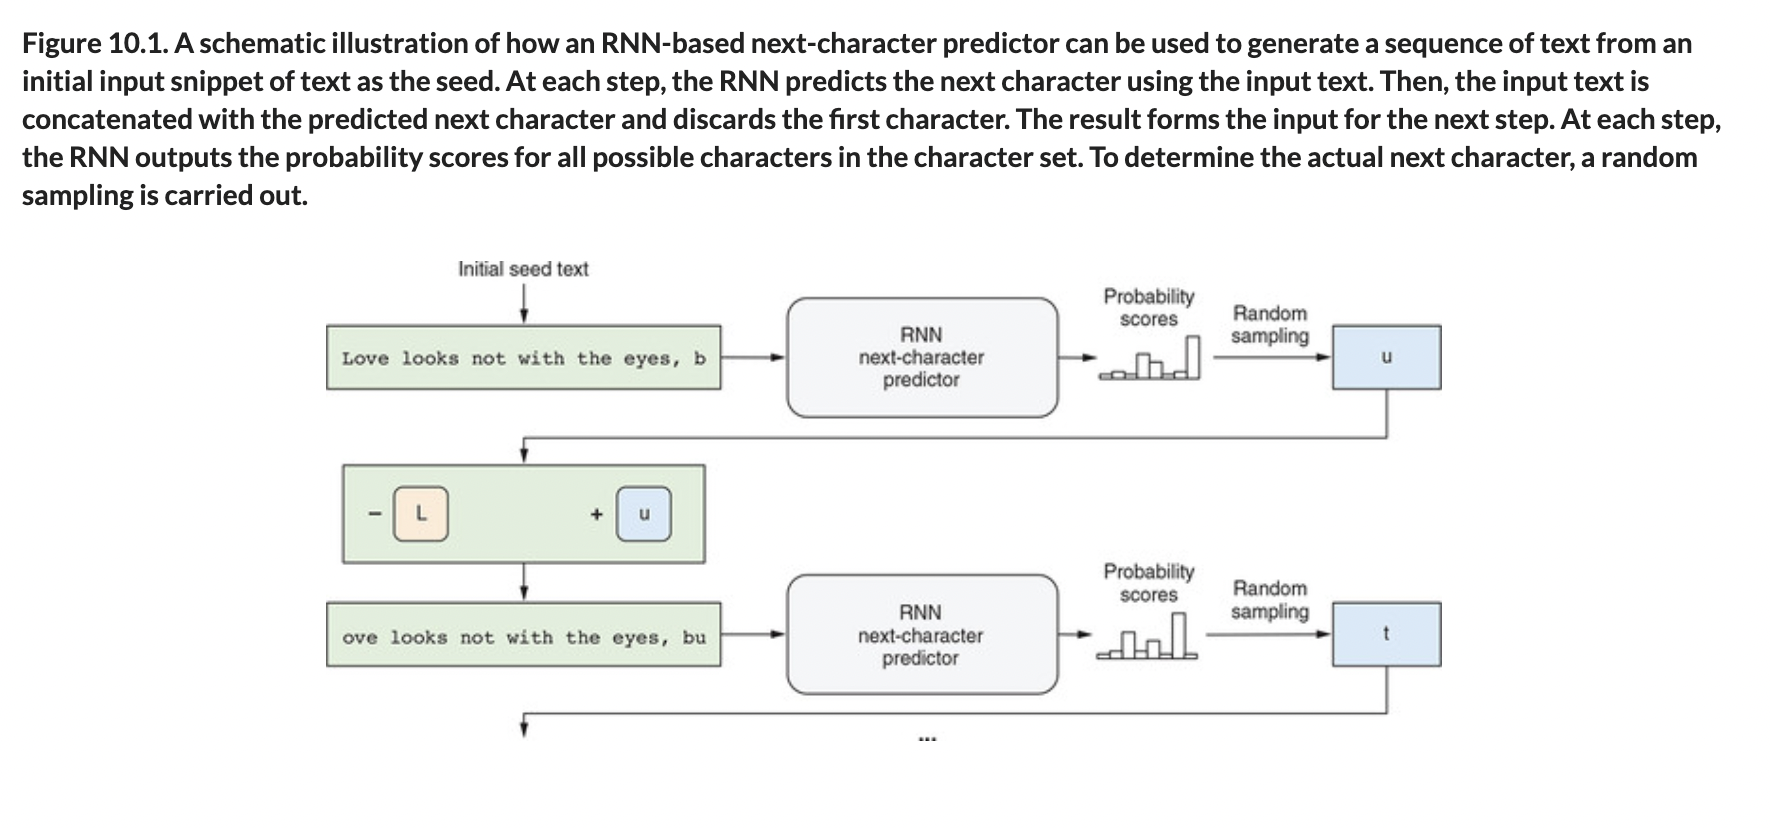 Figure 10.1. A schematic illustration of how an RNN-based next-character predictor can be used to generate a sequence of text from an
initial input snippet of text as the seed. At each step, the RNN predicts the next character using the input text. Then, the input text is
concatenated with the predicted next character and discards the first character. The result forms the input for the next step. At each step,
the RNN outputs the probability scores for all possible characters in the character set. To determine the actual next character, a random
sampling is carried out.
Initial seed text
Love looks not with the eyes, b
RNN
next-character
predictor
Probability
scores
Random
sampling
u
- L
+ u
ove looks not with the eyes, bu
RNN
next-character
predictor
Probability
scores
Random
sampling
t
...